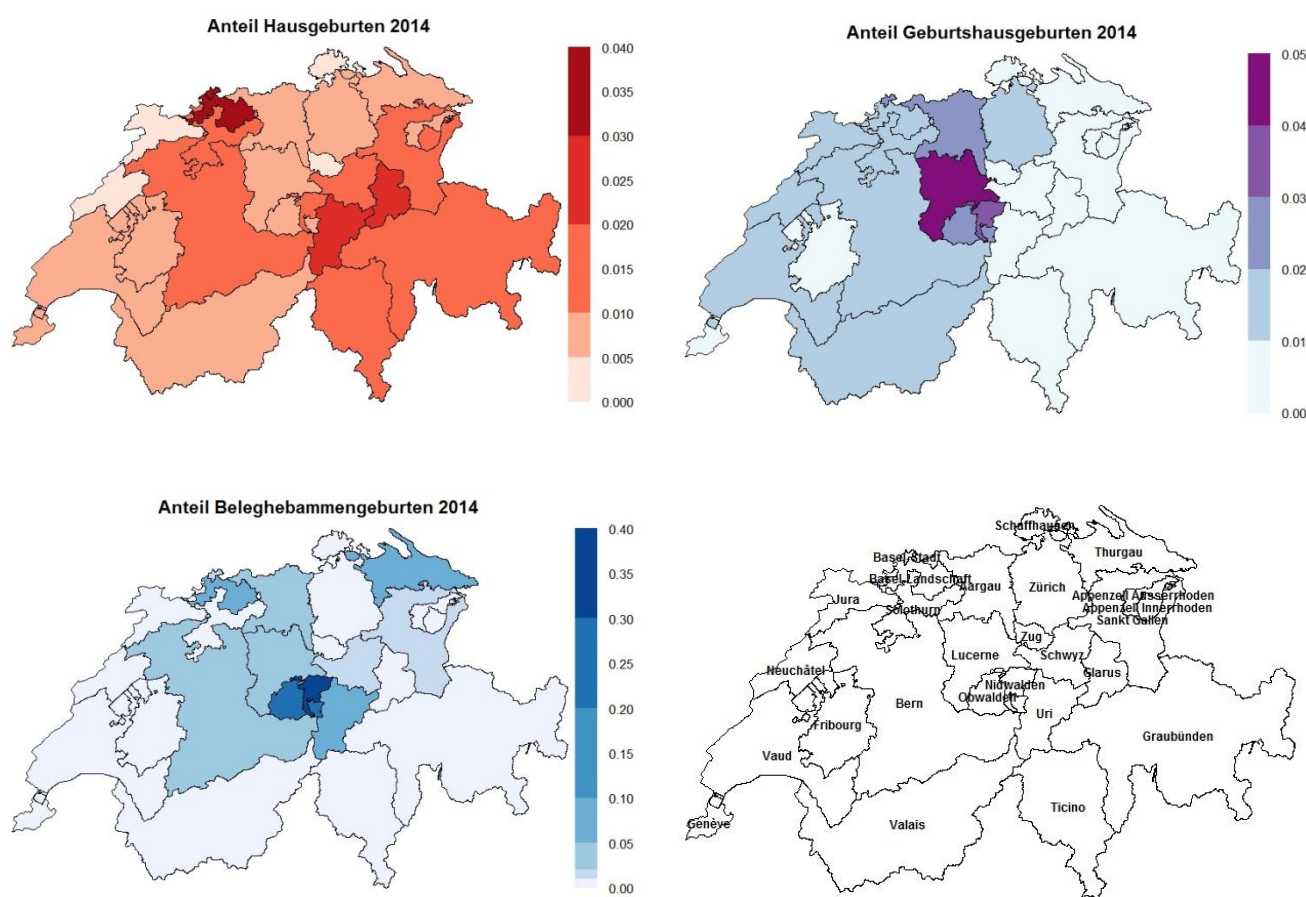 Anteil Hausgeburten 2014
0.040
0.030
0.025
0.020
0.015
0.010
0.005
0.000
Anteil Geburtshausgeburten 2014
0.05
0.04
0.03
0.02
0.01
0.00
Anteil Beleghebammengeburten 2014
0.40
0.35
0.30
0.25
0.20
0.15
0.10
0.05
0.00
Schaffhausen
Thurgau
Basel-Stadt
Basel-Landschaft
Aargau
Zürich
Jura
Solothurn
Appenzell Ausserrhoden
Appenzell Innerrhoden
Sankt Gallen
Zug
Lucerne
Schwyz
Neuchâtel
Glarus
Nidwalden
Obwalden
Bern
Uri
Fribourg
Graubünden
Vaud
Ticino
Genève
Valais